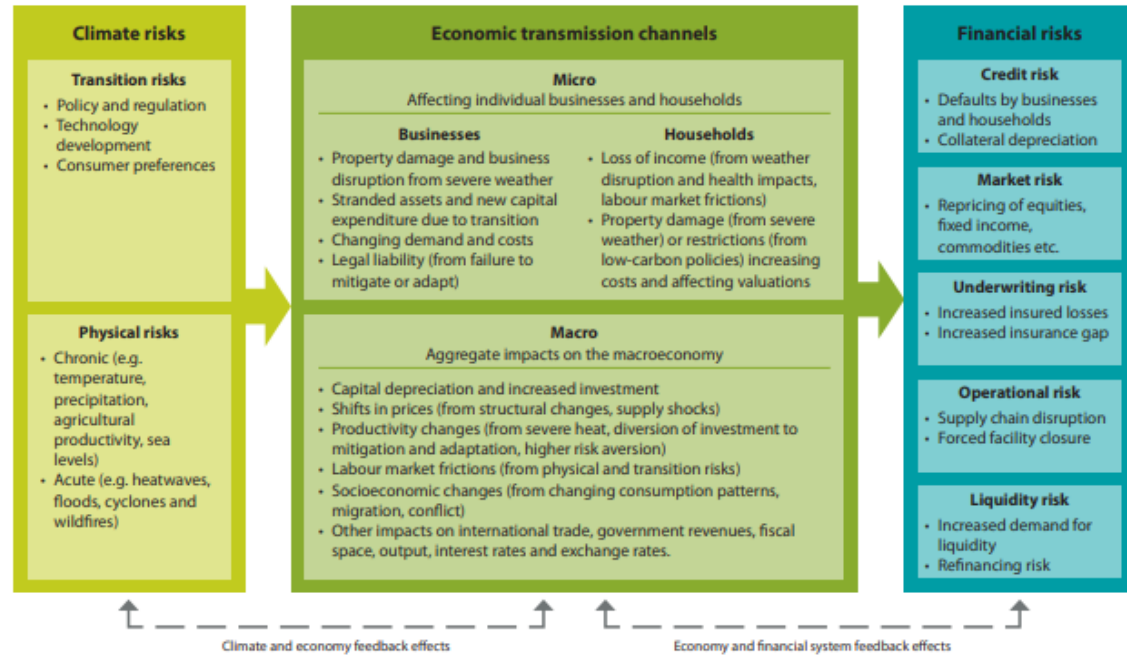 Climate risks
Transition risks
• Policy and regulation
• Technology
development
• Consumer preferences
Physical risks
• Chronic (e.g.
temperature,
precipitation,
agricultural
productivity, sea
levels)
• Acute (e.g. heatwaves,
floods, cyclones and
wildfires)
Economic transmission channels
Micro
Affecting individual businesses and households
Businesses
• Property damage and business
disruption from severe weather
• Stranded assets and new capital
expenditure due to transition
• Changing demand and costs
• Legal liability (from failure to
mitigate or adapt)
Households
• Loss of income (from weather
disruption and health impacts,
labour market frictions)
• Property damage (from severe
weather) or restrictions (from
low-carbon policies) increasing
costs and affecting valuations
Macro
Aggregate impacts on the macroeconomy
• Capital depreciation and increased investment
• Shifts in prices (from structural changes, supply shocks)
• Productivity changes (from severe heat, diversion of investment to
mitigation and adaptation, higher risk aversion)
• Labour market frictions (from physical and transition risks)
• Socioeconomic changes (from changing consumption patterns,
migration, conflict)
• Other impacts on international trade, government revenues, fiscal
space, output, interest rates and exchange rates.
Financial risks
Credit risk
• Defaults by businesses
and households
• Collateral depreciation
Market risk
• Repricing of equities,
fixed income,
commodities etc.
Underwriting risk
• Increased insured losses
• Increased insurance gap
Operational risk
• Supply chain disruption
• Forced facility closure
Liquidity risk
• Increased demand for
liquidity
• Refinancing risk
Climate and economy feedback effects
Economy and financial system feedback effects